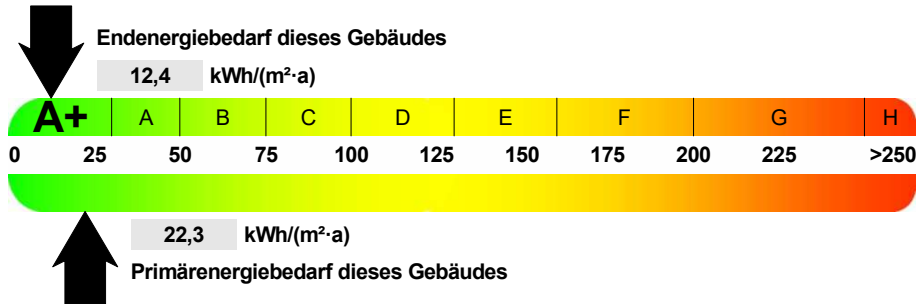 Endenergiebedarf dieses Gebäudes
12,4 kWh/(m²·a)
A+ A B C D E F G H
0 25 50 75 100 125 150 175 200 225 >250
22,3 kWh/(m²·a)
Primärenergiebedarf dieses Gebäudes